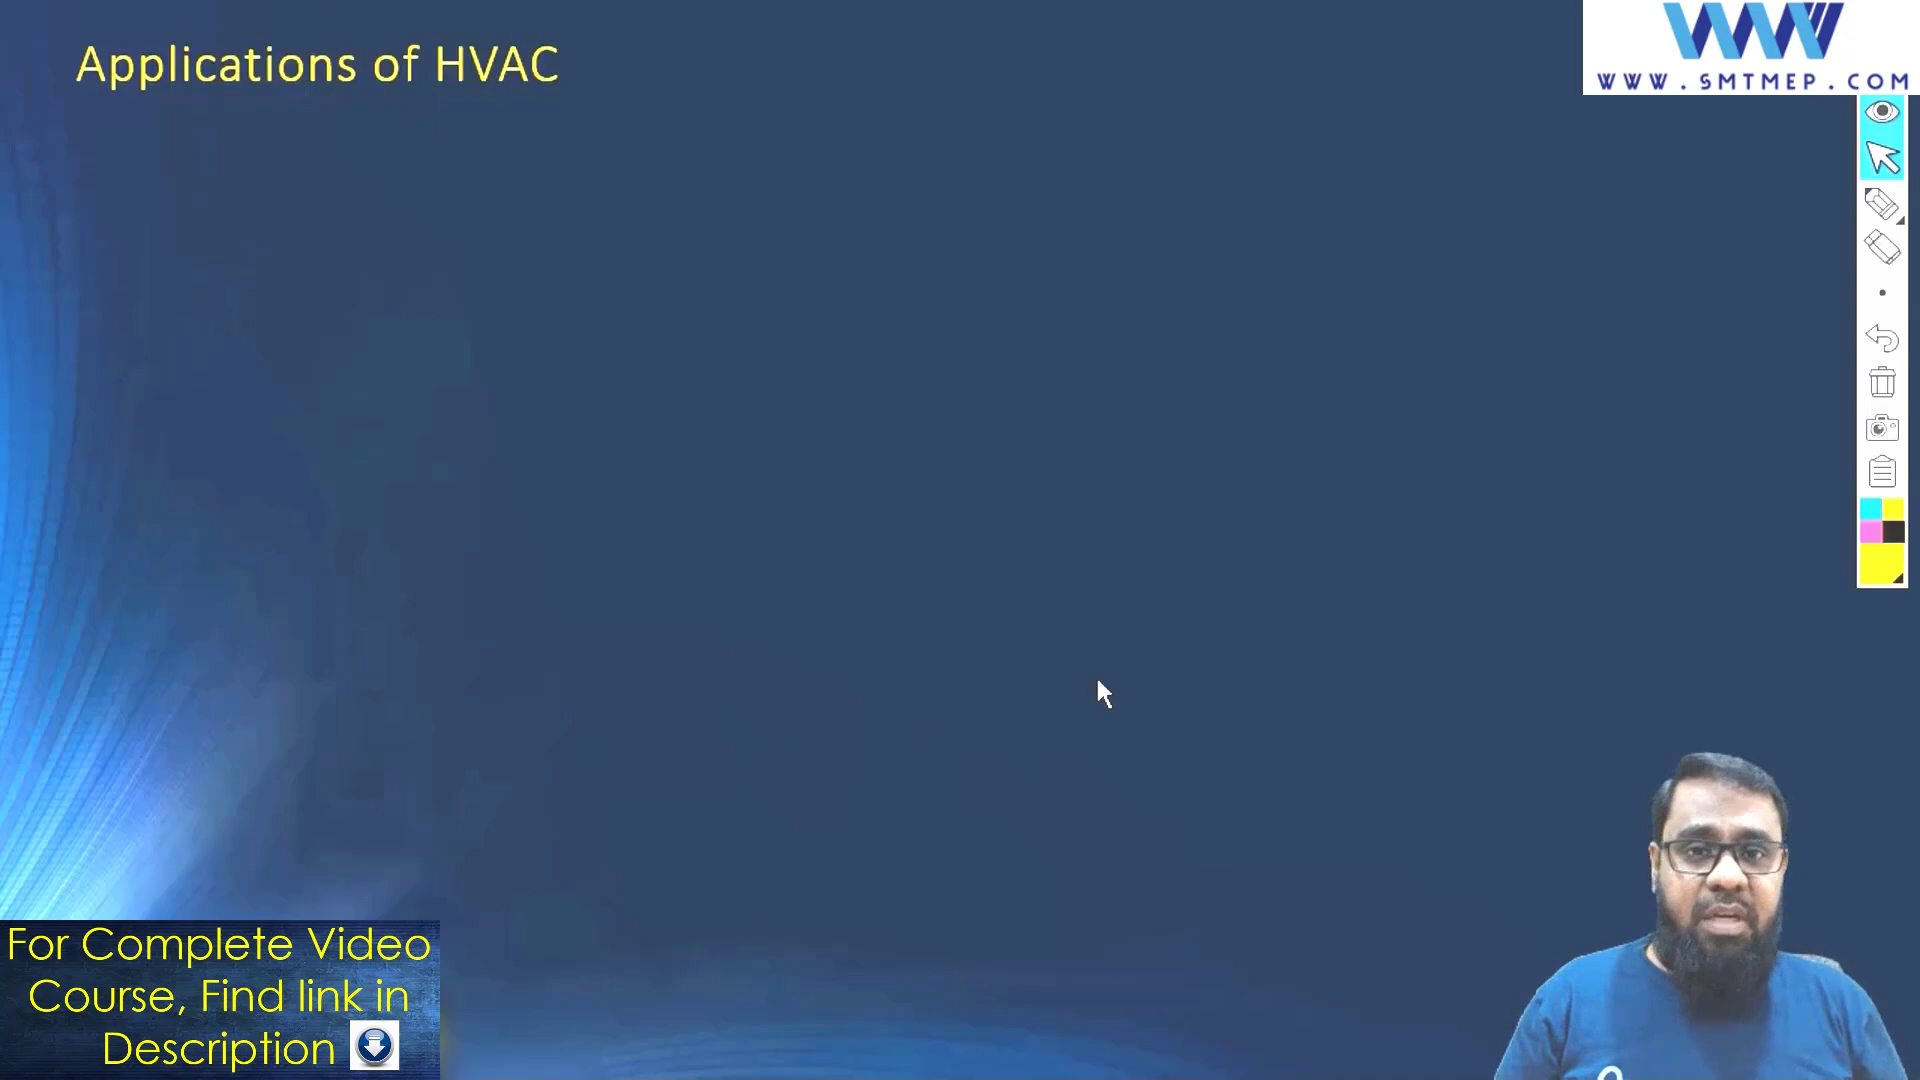 Applications of HVAC
WWW.SMTMEP.COM
For Complete Video
Course, Find link in
Description